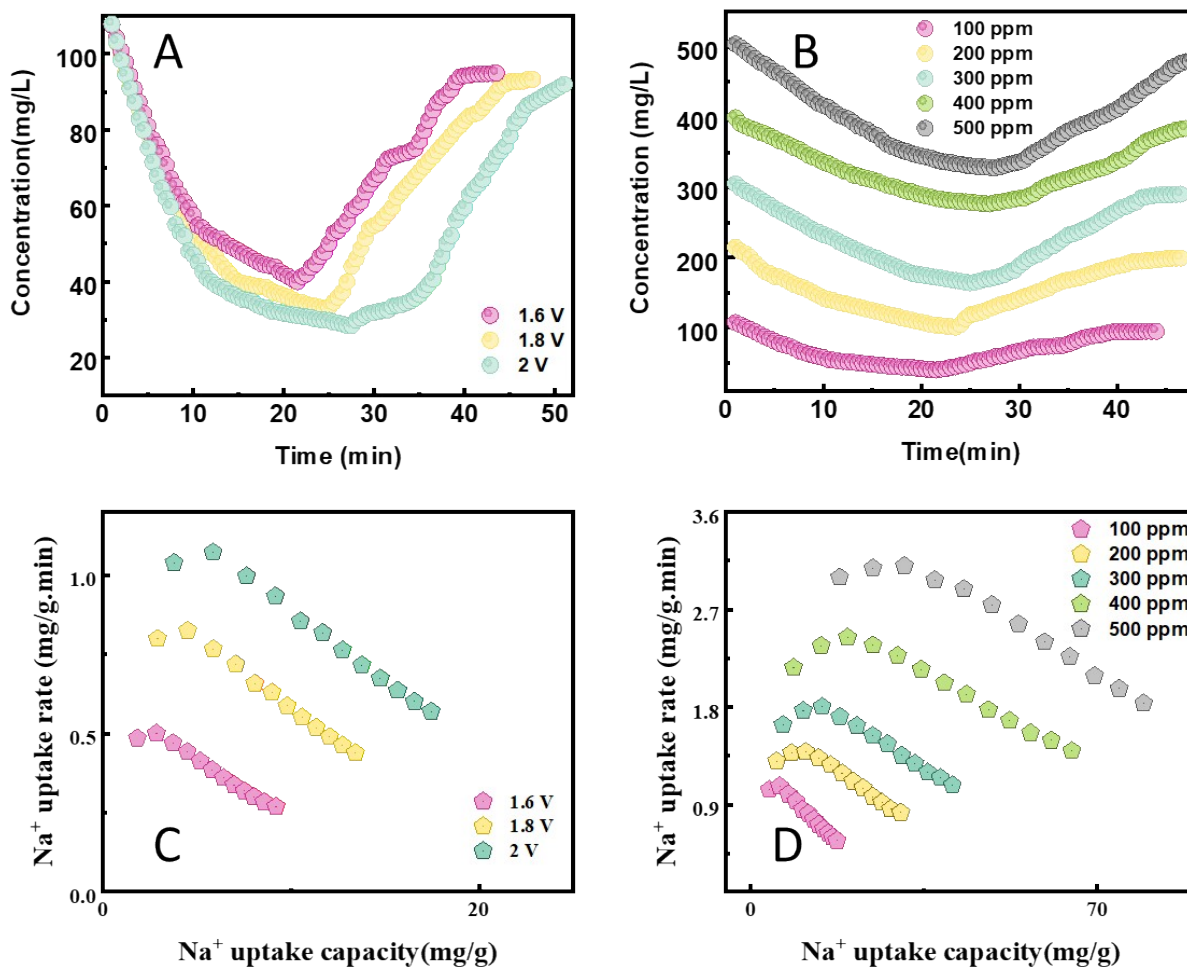 A
Concentration(mg/L)
100
80
60
40
20
1.6 V
1.8 V
2 V
0
10
20
30
40
50
Time (min)
B
Concentration (mg/L)
500
400
300
200
100
100 ppm
200 ppm
300 ppm
400 ppm
500 ppm
0
10
20
30
40
Time(min)
C
Na⁺ uptake rate (mg/g.min)
1.0
0.5
0.0
1.6 V
1.8 V
2 V
0
20
Na⁺ uptake capacity(mg/g)
D
Na⁺ uptake rate (mg/g.min)
3.6
2.7
1.8
0.9
100 ppm
200 ppm
300 ppm
400 ppm
500 ppm
0
70
Na⁺ uptake capacity(mg/g)